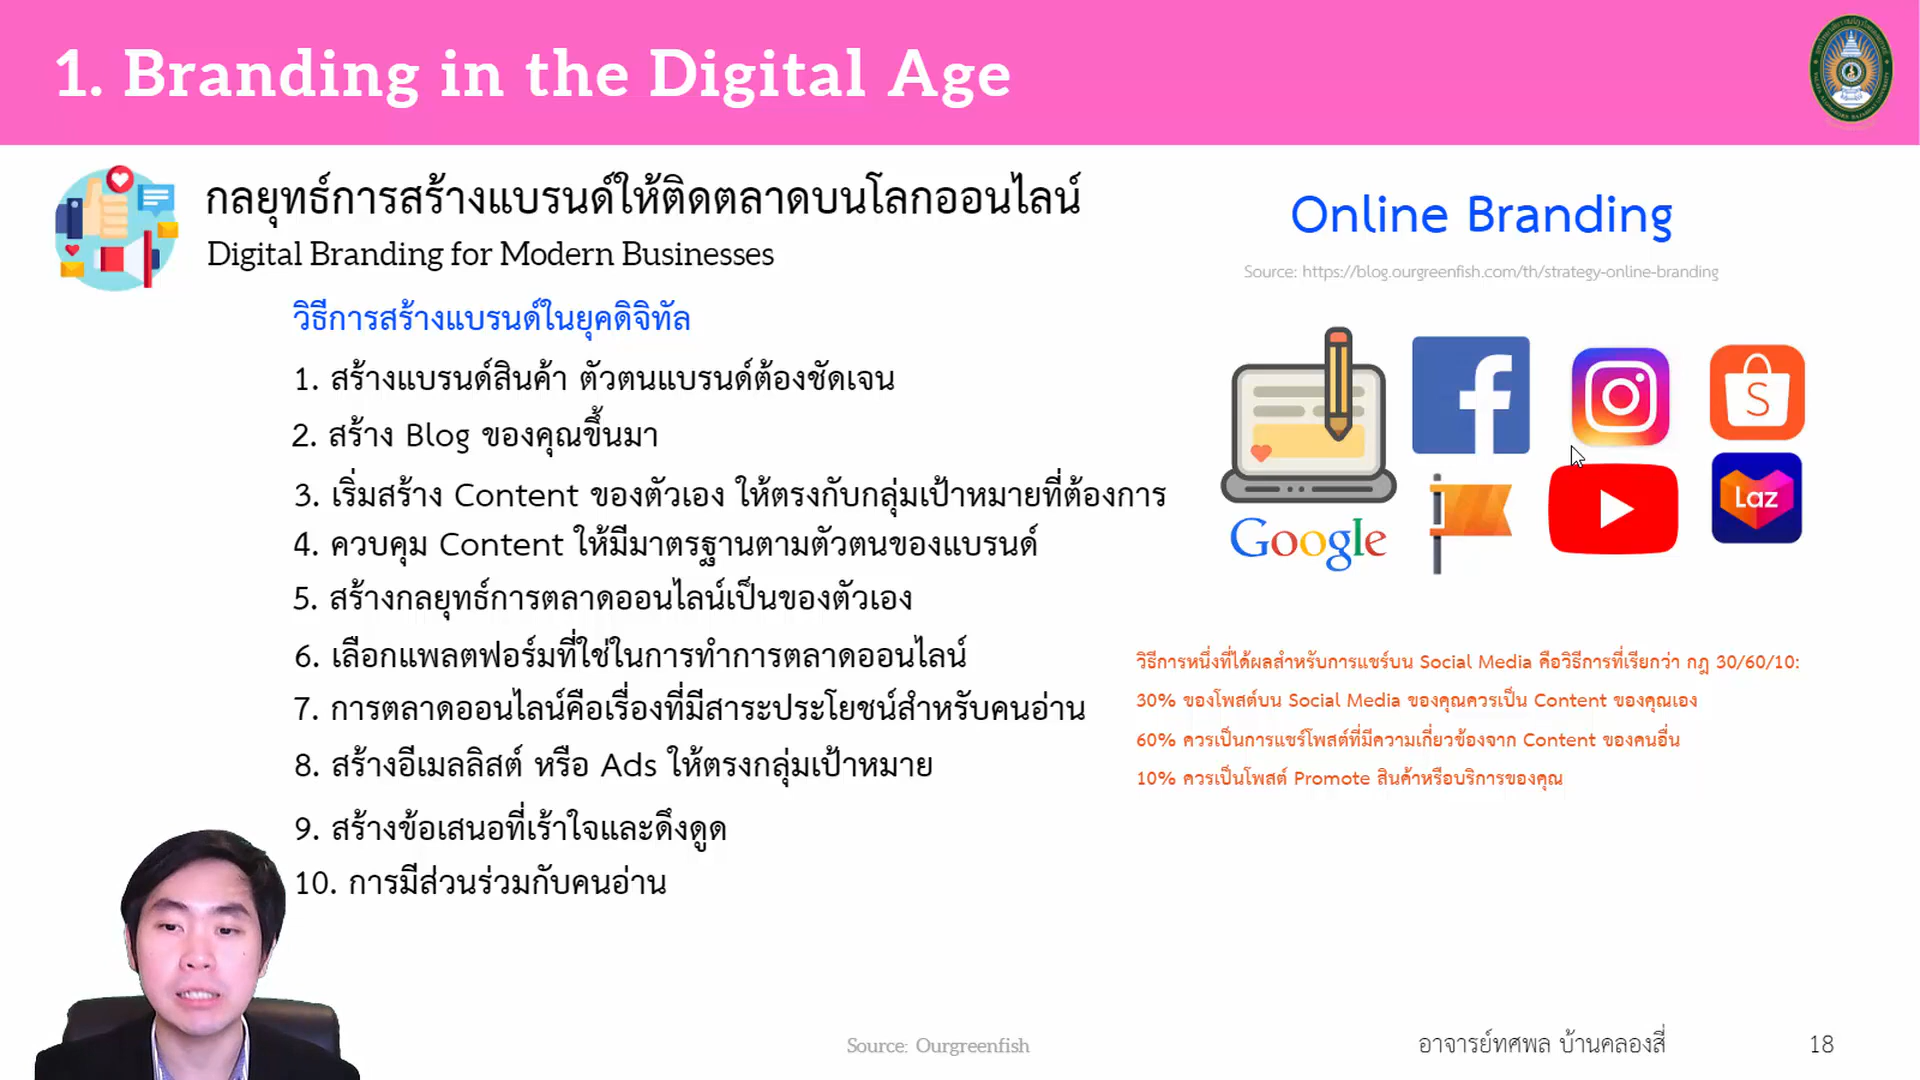 1. Branding in the Digital Age
กลยุทธ์การสร้างแบรนด์ให้ติดตลาดบนโลกออนไลน์
Digital Branding for Modern Businesses
วิธีการสร้างแบรนด์ในยุคดิจิทัล
1. สร้างแบรนด์สินค้า ตัวตนแบรนด์ต้องชัดเจน
2. สร้าง Blog ของคุณขึ้นมา
3. เริ่มสร้าง Content ของตัวเอง ให้ตรงกับกลุ่มเป้าหมายที่ต้องการ
4. ควบคุม Content ให้มีมาตรฐานตามตัวตนของแบรนด์
5. สร้างกลยุทธ์การตลาดออนไลน์เป็นของตัวเอง
6. เลือกแพลตฟอร์มที่ใช่ในการทำการตลาดออนไลน์
7. การตลาดออนไลน์คือเรื่องที่มีสาระประโยชน์สำหรับคนอ่าน
8. สร้างอีเมลลิสต์ หรือ Ads ให้ตรงกลุ่มเป้าหมาย
9. สร้างข้อเสนอที่เร้าใจและดึงดูด
10. การมีส่วนร่วมกับคนอ่าน
Online Branding
Source: https://blog.ourgreenfish.com/th/strategy-online-branding
Google
Laz
วิธีการหนึ่งที่ได้ผลสำหรับการแชร์บน Social Media คือวิธีการที่เรียกว่า กฎ 30/60/10:
30% ของโพสต์บน Social Media ของคุณควรเป็น Content ของคุณเอง
60% ควรเป็นการแชร์โพสต์ที่มีความเกี่ยวข้องจาก Content ของคนอื่น
10% ควรเป็นโพสต์ Promote สินค้าหรือบริการของคุณ
Source: Ourgreenfish
อาจารย์ทศพล บ้านคลองสี่
18